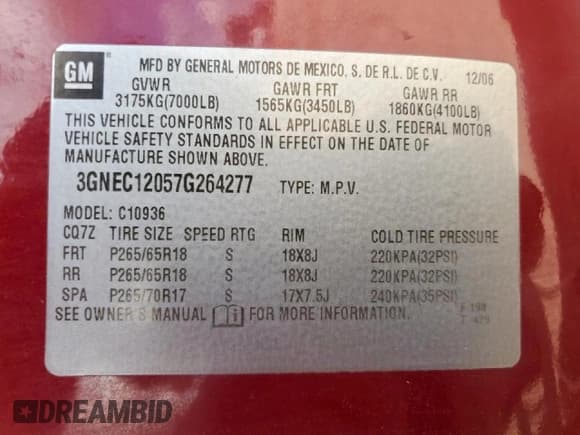 GM ®
MFD BY GENERAL MOTORS DE MEXICO, S. DE R.L. DE C.V. 12/06
GVWR GAWR FRT GAWR RR
3175KG(7000LB) 1565KG(3450LB) 1860KG(4100LB)
THIS VEHICLE CONFORMS TO ALL APPLICABLE U.S. FEDERAL MOTOR
VEHICLE SAFETY STANDARDS IN EFFECT ON THE DATE OF
MANUFACTURE SHOWN ABOVE.
3GNEC12057G264277 TYPE: M.P.V.
MODEL: C10936
CQ7Z TIRE SIZE SPEED RTG RIM COLD TIRE PRESSURE
FRT P265/65R18 S 18X8J 220KPA(32PSI)
RR P265/65R18 S 18X8J 220KPA(32PSI)
SPA P265/70R17 S 17X7.5J 240KPA(35PSI)
SEE OWNER'S MANUAL i FOR MORE INFORMATION.
DREAMBID